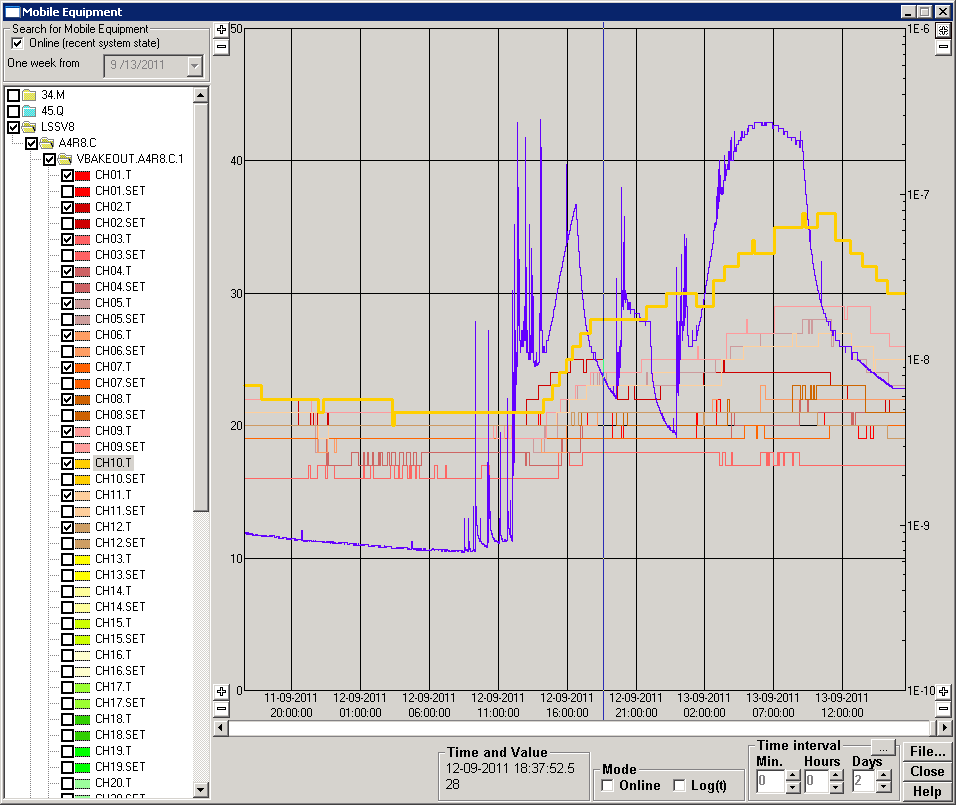 Mobile Equipment
Search for Mobile Equipment
Online (recent system state)
One week from
9 /13/2011
34.M
45.Q
LSSV8
A4R8.C
VBAKEOUT.A4R8.C.1
CH01.T
CH01.SET
CH02.T
CH02.SET
CH03.T
CH03.SET
CH04.T
CH04.SET
CH05.T
CH05.SET
CH06.T
CH06.SET
CH07.T
CH07.SET
CH08.T
CH08.SET
CH09.T
CH09.SET
CH10.T
CH10.SET
CH11.T
CH11.SET
CH12.T
CH12.SET
CH13.T
CH13.SET
CH14.T
CH14.SET
CH15.T
CH15.SET
CH16.T
CH16.SET
CH17.T
CH17.SET
CH18.T
CH18.SET
CH19.T
CH19.SET
CH20.T
50
40
30
20
10
0
1E-6
1E-7
1E-8
1E-9
1E-10
11-09-2011 12-09-2011 12-09-2011 12-09-2011 12-09-2011 12-09-2011 13-09-2011 13-09-2011 13-09-2011
20:00:00 01:00:00 06:00:00 11:00:00 16:00:00 21:00:00 02:00:00 07:00:00 12:00:00
Time and Value
12-09-2011 18:37:52.5
28
Mode
Online Log(t)
Time interval ...
Min. Hours Days
0 0 2
File...
Close
Help